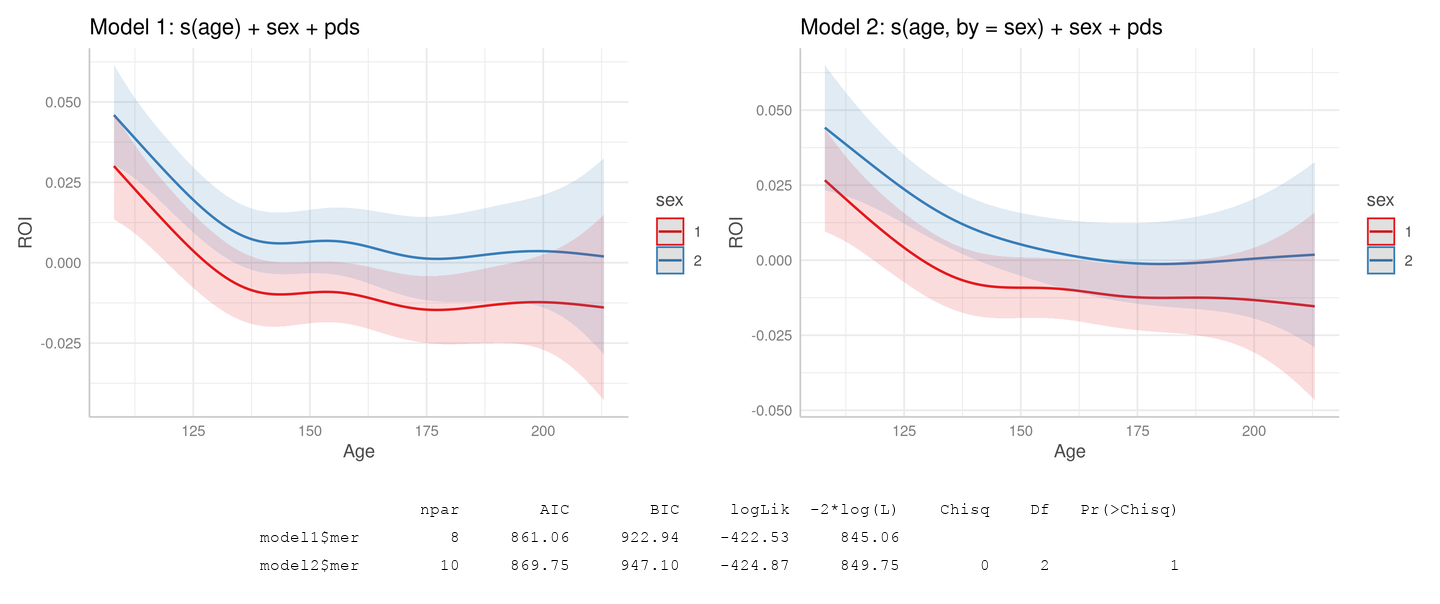 Model 1: s(age) + sex + pds
0.050
0.025
0.000
-0.025
ROI
125 150 175 200
Age
sex
1
2
Model 2: s(age, by = sex) + sex + pds
0.050
0.025
0.000
-0.025
-0.050
ROI
125 150 175 200
Age
sex
1
2
npar AIC BIC logLik -2*log(L) Chisq Df Pr(>Chisq)
model1$mer 8 861.06 922.94 -422.53 845.06
model2$mer 10 869.75 947.10 -424.87 849.75 0 2 1